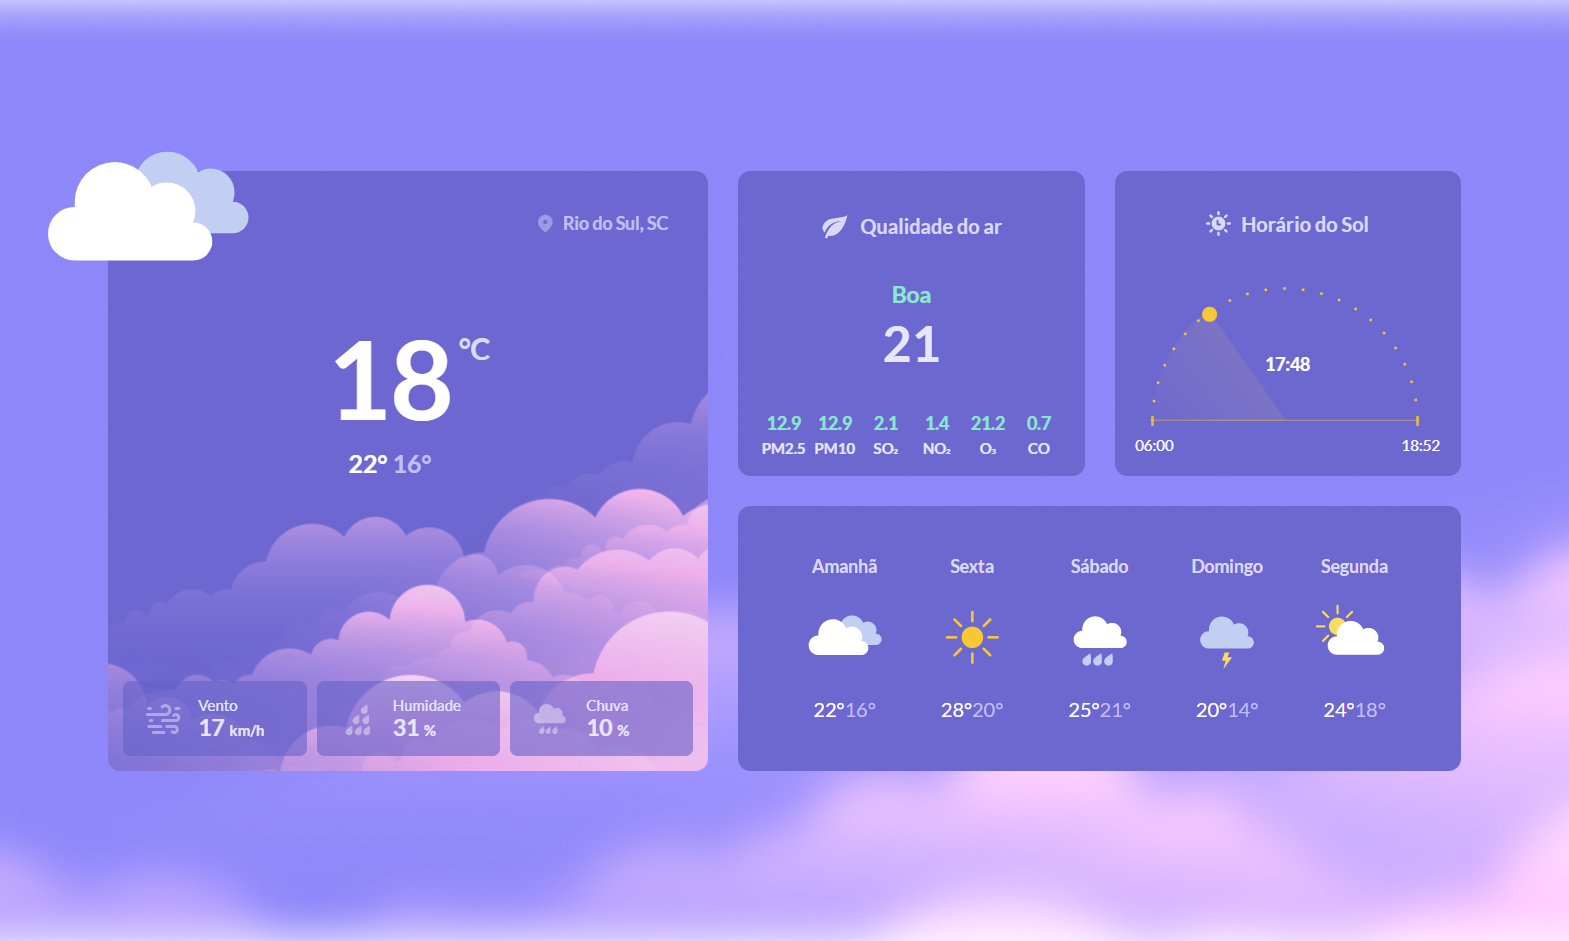 Rio do Sul, SC
18 °C
22° 16°
Vento
17 km/h
Humidade
31 %
Chuva
10 %
Qualidade do ar
Boa
21
12.9 12.9 2.1 1.4 21.2 0.7
PM2.5 PM10 SO₂ NO₂ O₃ CO
Horário do Sol
17:48
06:00 18:52
Amanhã Sexta Sábado Domingo Segunda
22°16° 28°20° 25°21° 20°14° 24°18°